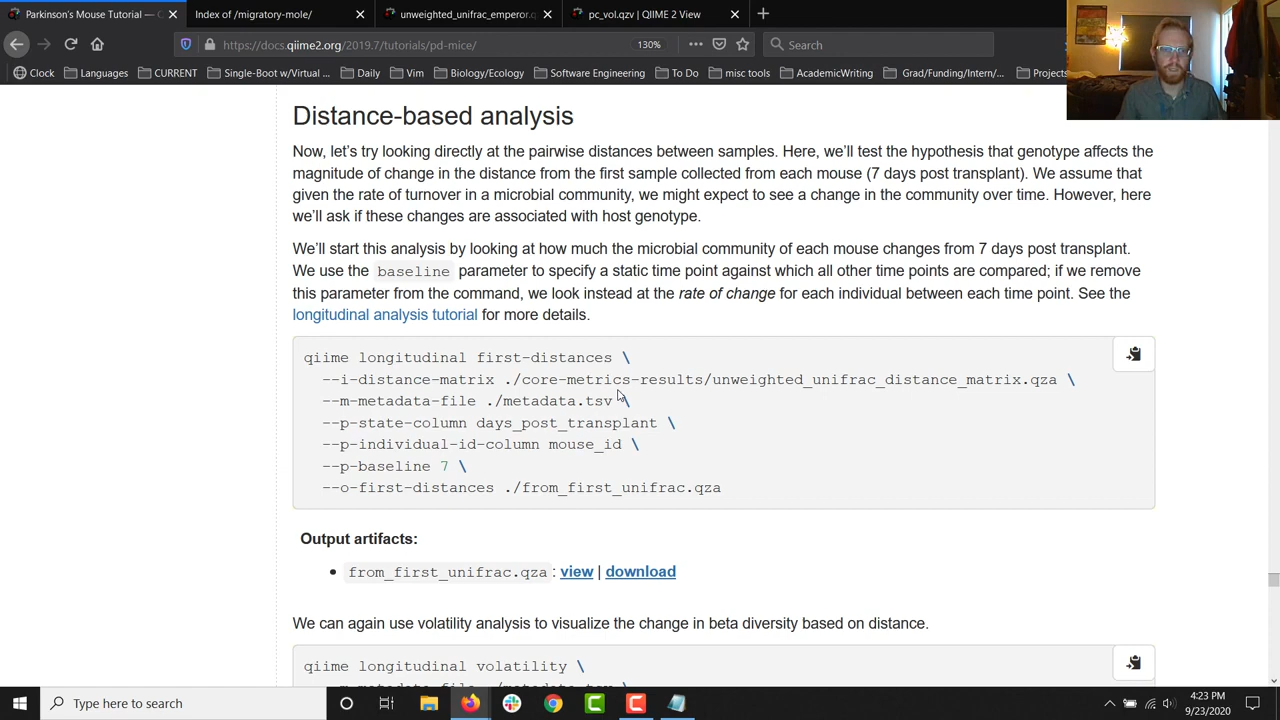 Parkinson's Mouse Tutorial — 
Index of /migratory-mole/
unweighted_unifrac_emperor.q
pc_vol.qzv | QIIME 2 View
https://docs.qiime2.org/2019.7/tutorials/pd-mice/
130%
Search
Clock
Languages
CURRENT
Single-Boot w/Virtual ...
Daily
Vim
Biology/Ecology
Software Engineering
To Do
misc tools
AcademicWriting
Grad/Funding/Intern/...
Projects
Distance-based analysis
Now, let's try looking directly at the pairwise distances between samples. Here, we'll test the hypothesis that genotype affects the
magnitude of change in the distance from the first sample collected from each mouse (7 days post transplant). We assume that
given the rate of turnover in a microbial community, we might expect to see a change in the community over time. However, here
we'll ask if these changes are associated with host genotype.
We'll start this analysis by looking at how much the microbial community of each mouse changes from 7 days post transplant.
We use the baseline parameter to specify a static time point against which all other time points are compared; if we remove
this parameter from the command, we look instead at the rate of change for each individual between each time point. See the
longitudinal analysis tutorial for more details.
qiime longitudinal first-distances \
--i-distance-matrix ./core-metrics-results/unweighted_unifrac_distance_matrix.qza \
--m-metadata-file ./metadata.tsv \
--p-state-column days_post_transplant \
--p-individual-id-column mouse_id \
--p-baseline 7 \
--o-first-distances ./from_first_unifrac.qza
Output artifacts:
• from_first_unifrac.qza: view | download
We can again use volatility analysis to visualize the change in beta diversity based on distance.
qiime longitudinal volatility \
Type here to search
4:23 PM
9/23/2020